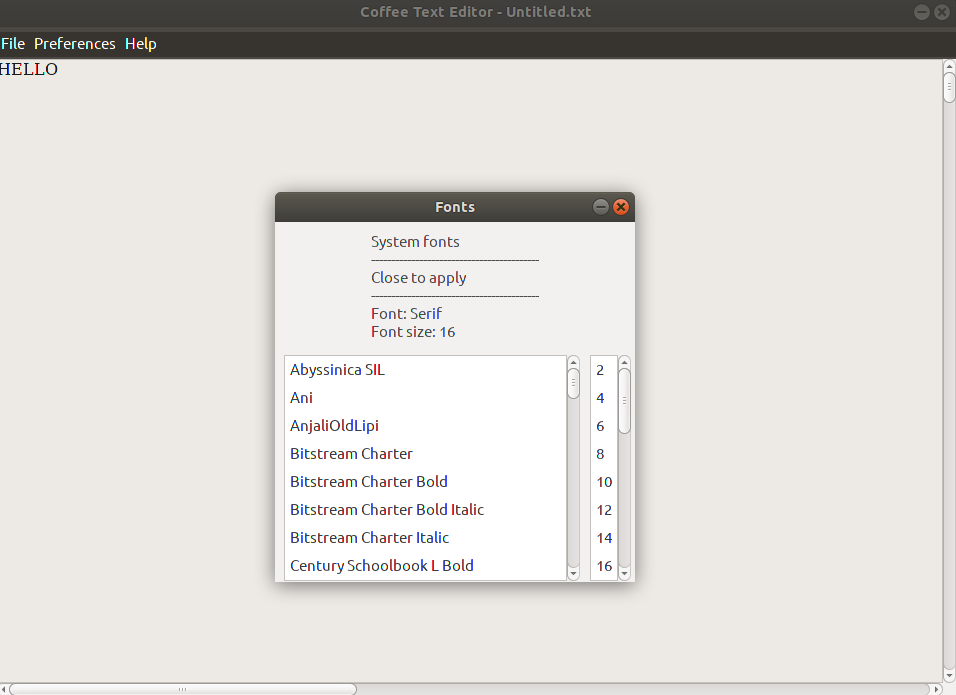 Coffee Text Editor - Untitled.txt
File Preferences Help
HELLO
Fonts
System fonts
------------------------------------------
Close to apply
------------------------------------------
Font: Serif
Font size: 16
Abyssinica SIL 2
Ani 4
AnjaliOldLipi 6
Bitstream Charter 8
Bitstream Charter Bold 10
Bitstream Charter Bold Italic 12
Bitstream Charter Italic 14
Century Schoolbook L Bold 16